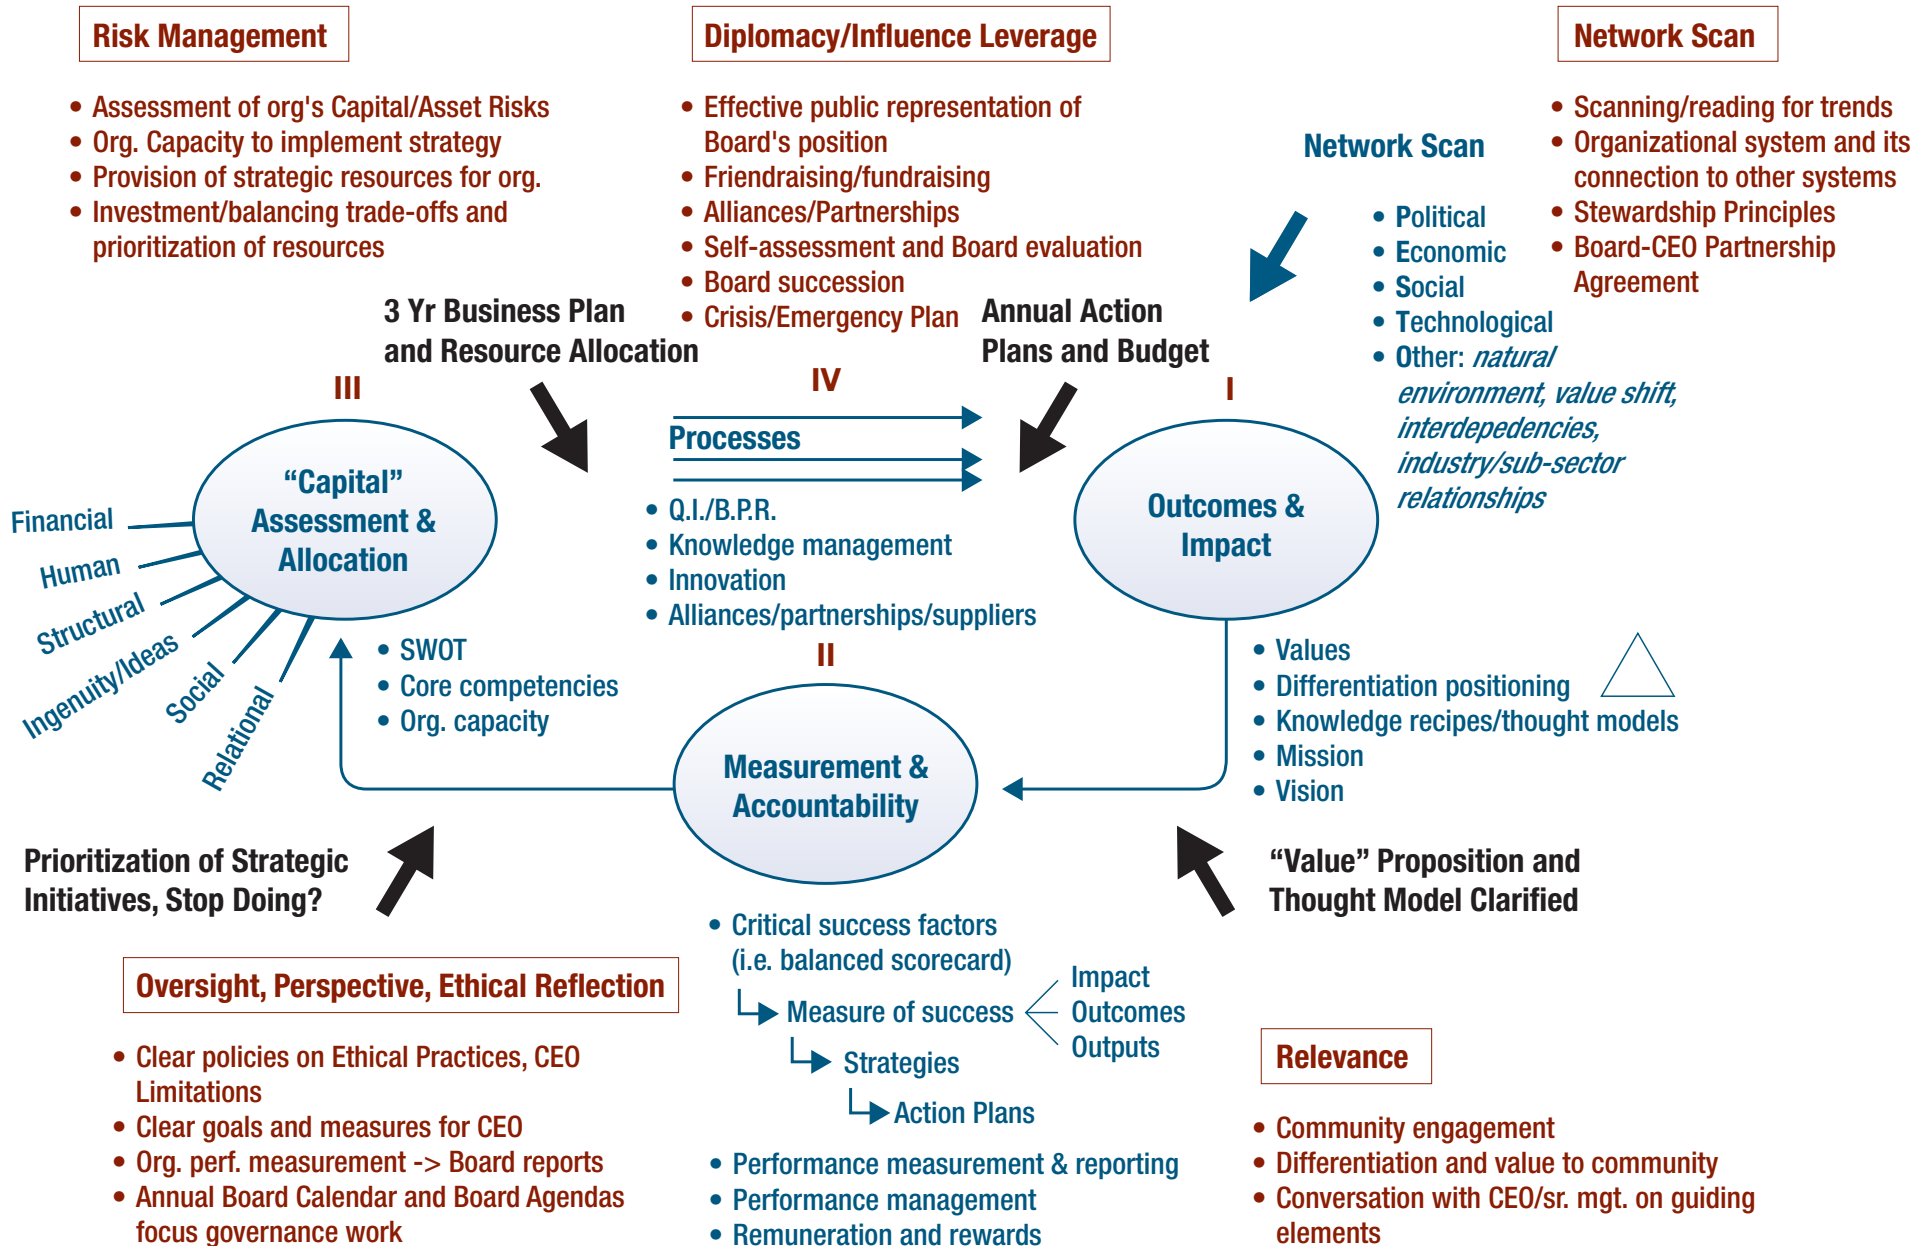 Risk Management
• Assessment of org's Capital/Asset Risks
• Org. Capacity to implement strategy
• Provision of strategic resources for org.
• Investment/balancing trade-offs and
prioritization of resources
Diplomacy/Influence Leverage
• Effective public representation of
Board's position
• Friendraising/fundraising
• Alliances/Partnerships
• Self-assessment and Board evaluation
• Board succession
• Crisis/Emergency Plan
Network Scan
• Scanning/reading for trends
• Organizational system and its
connection to other systems
• Stewardship Principles
• Board-CEO Partnership
Agreement
Network Scan
• Political
• Economic
• Social
• Technological
• Other: natural
environment, value shift,
interdepedencies,
industry/sub-sector
relationships
3 Yr Business Plan
and Resource Allocation
Annual Action
Plans and Budget
III
IV
I
“Capital”
Assessment &
Allocation
Financial
Human
Structural
Ingenuity/Ideas
Social
Relational
Processes
• Q.I./B.P.R.
• Knowledge management
• Innovation
• Alliances/partnerships/suppliers
Outcomes &
Impact
• SWOT
• Core competencies
• Org. capacity
II
Measurement &
Accountability
• Values
• Differentiation positioning
• Knowledge recipes/thought models
• Mission
• Vision
Prioritization of Strategic
Initiatives, Stop Doing?
“Value” Proposition and
Thought Model Clarified
• Critical success factors
(i.e. balanced scorecard)
Measure of success
Impact
Outcomes
Outputs
Strategies
Action Plans
• Performance measurement & reporting
• Performance management
• Remuneration and rewards
Oversight, Perspective, Ethical Reflection
• Clear policies on Ethical Practices, CEO
Limitations
• Clear goals and measures for CEO
• Org. perf. measurement -> Board reports
• Annual Board Calendar and Board Agendas
focus governance work
Relevance
• Community engagement
• Differentiation and value to community
• Conversation with CEO/sr. mgt. on guiding
elements